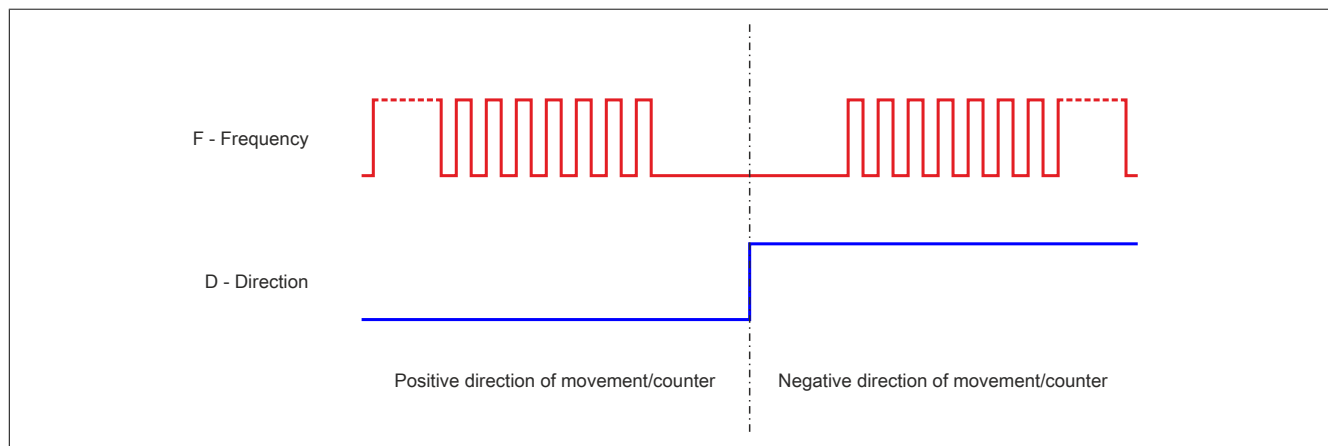 F - Frequency
D - Direction
Positive direction of movement/counter
Negative direction of movement/counter